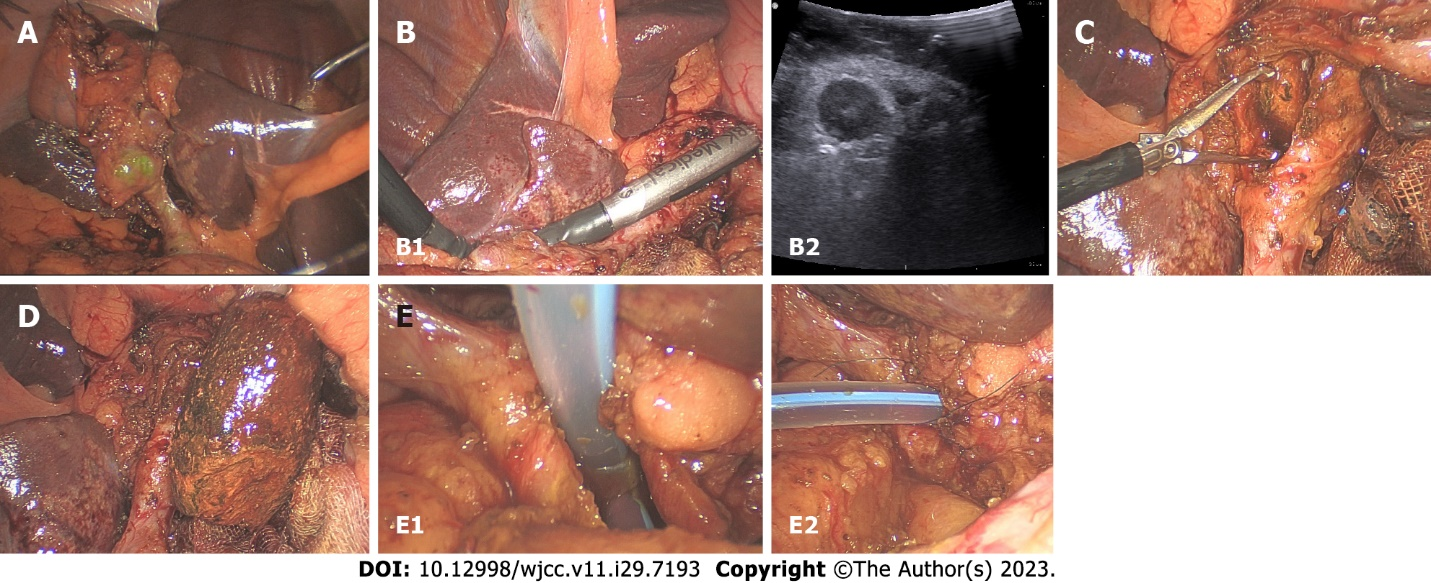 A
B
C
B1
B2
D
E
E1
E2
DOI: 10.12998/wjcc.v11.i29.7193 Copyright ©The Author(s) 2023.